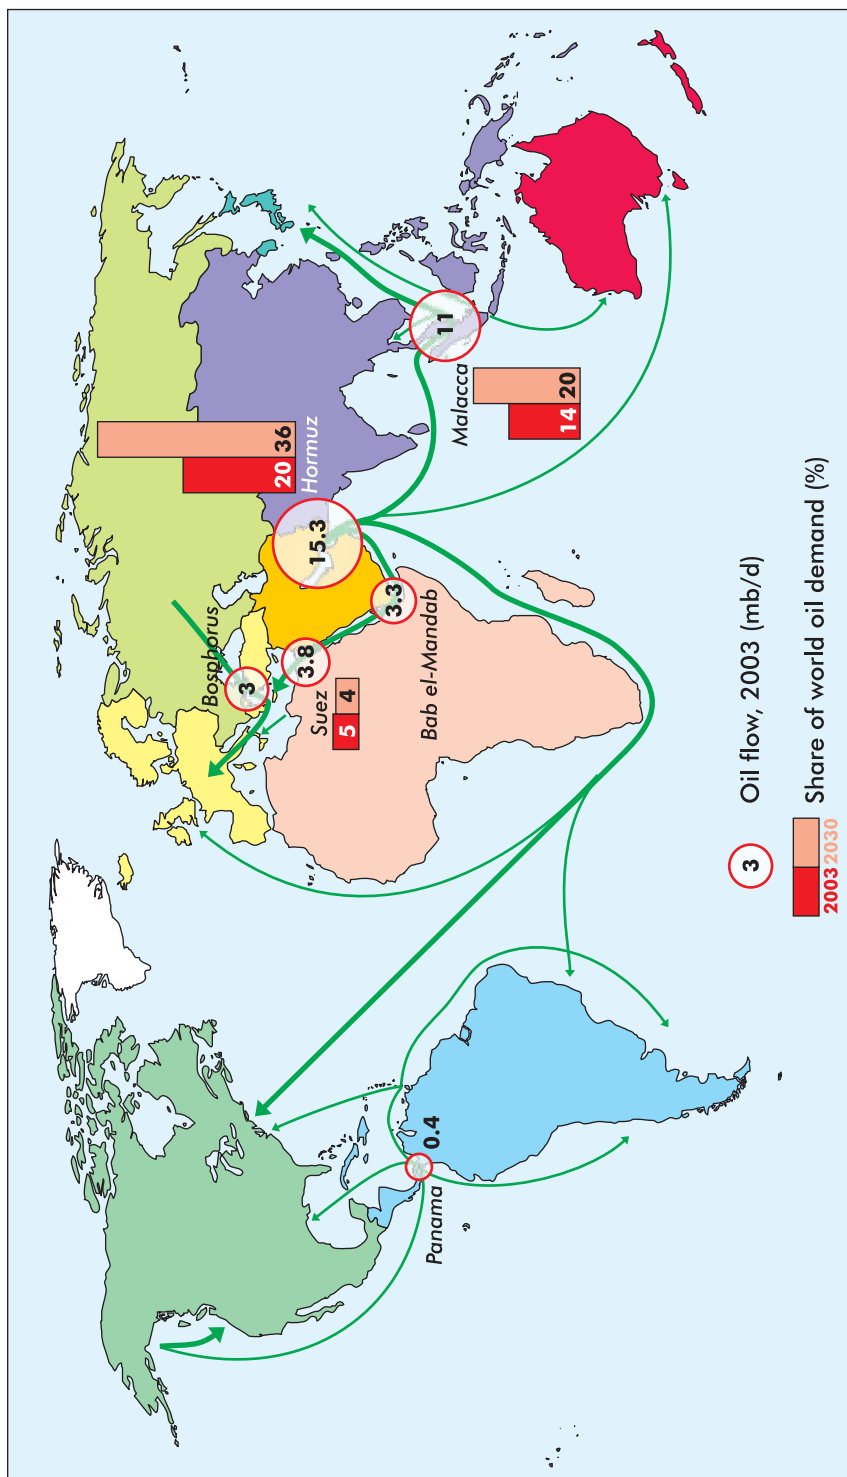 Panama
0.4
Bosphorus
3
Suez
5 4
3.8
Bab el-Mandab
3.3
15.3
Hormuz
20 36
Malacca
14 20
11
3 Oil flow, 2003 (mb/d)
2003 2030 Share of world oil demand (%)